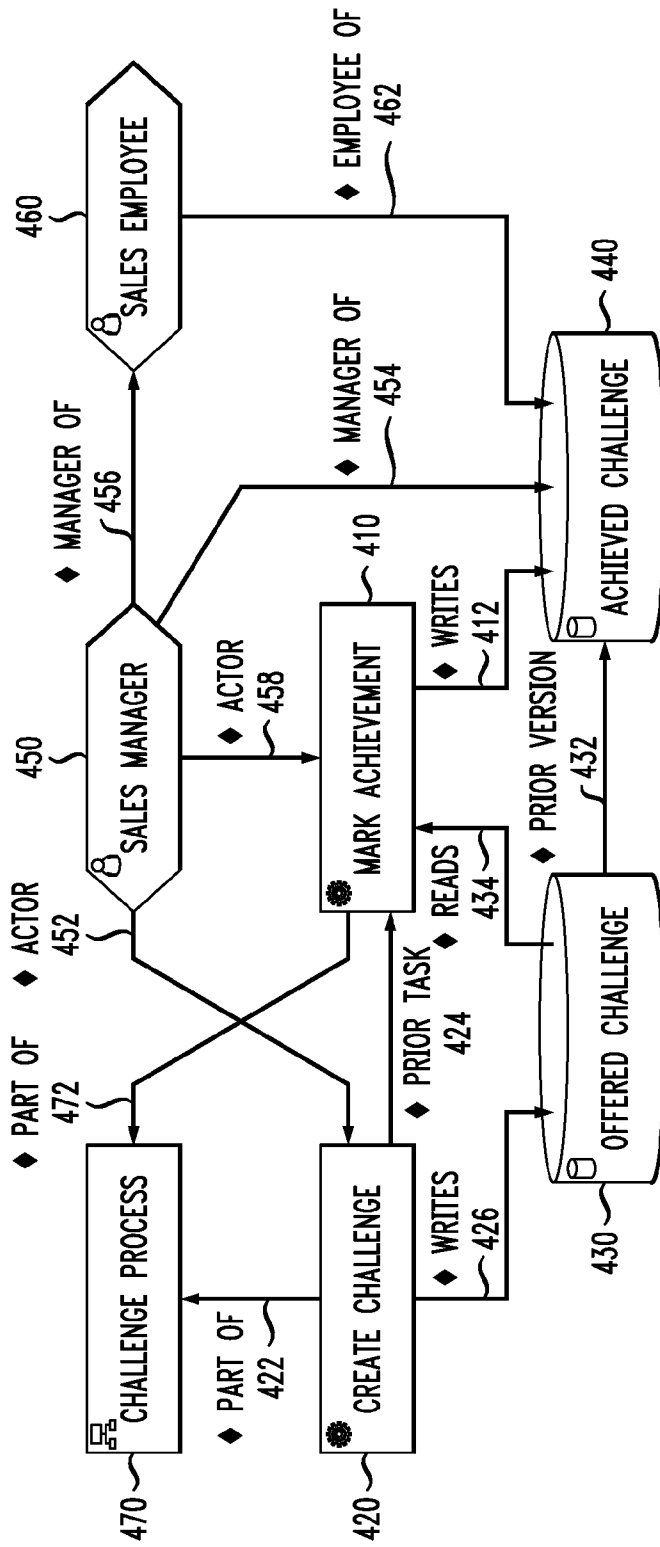 470
CHALLENGE PROCESS
◆ PART OF
472
◆ ACTOR
452
450
SALES MANAGER
◆ MANAGER OF
456
460
SALES EMPLOYEE
◆ PART OF
422
◆ ACTOR
458
◆ MANAGER OF
454
◆ EMPLOYEE OF
462
420
CREATE CHALLENGE
◆ PRIOR TASK
424
MARK ACHIEVEMENT
410
◆ WRITES
426
◆ READS
434
◆ WRITES
412
430
OFFERED CHALLENGE
◆ PRIOR VERSION
432
ACHIEVED CHALLENGE
440